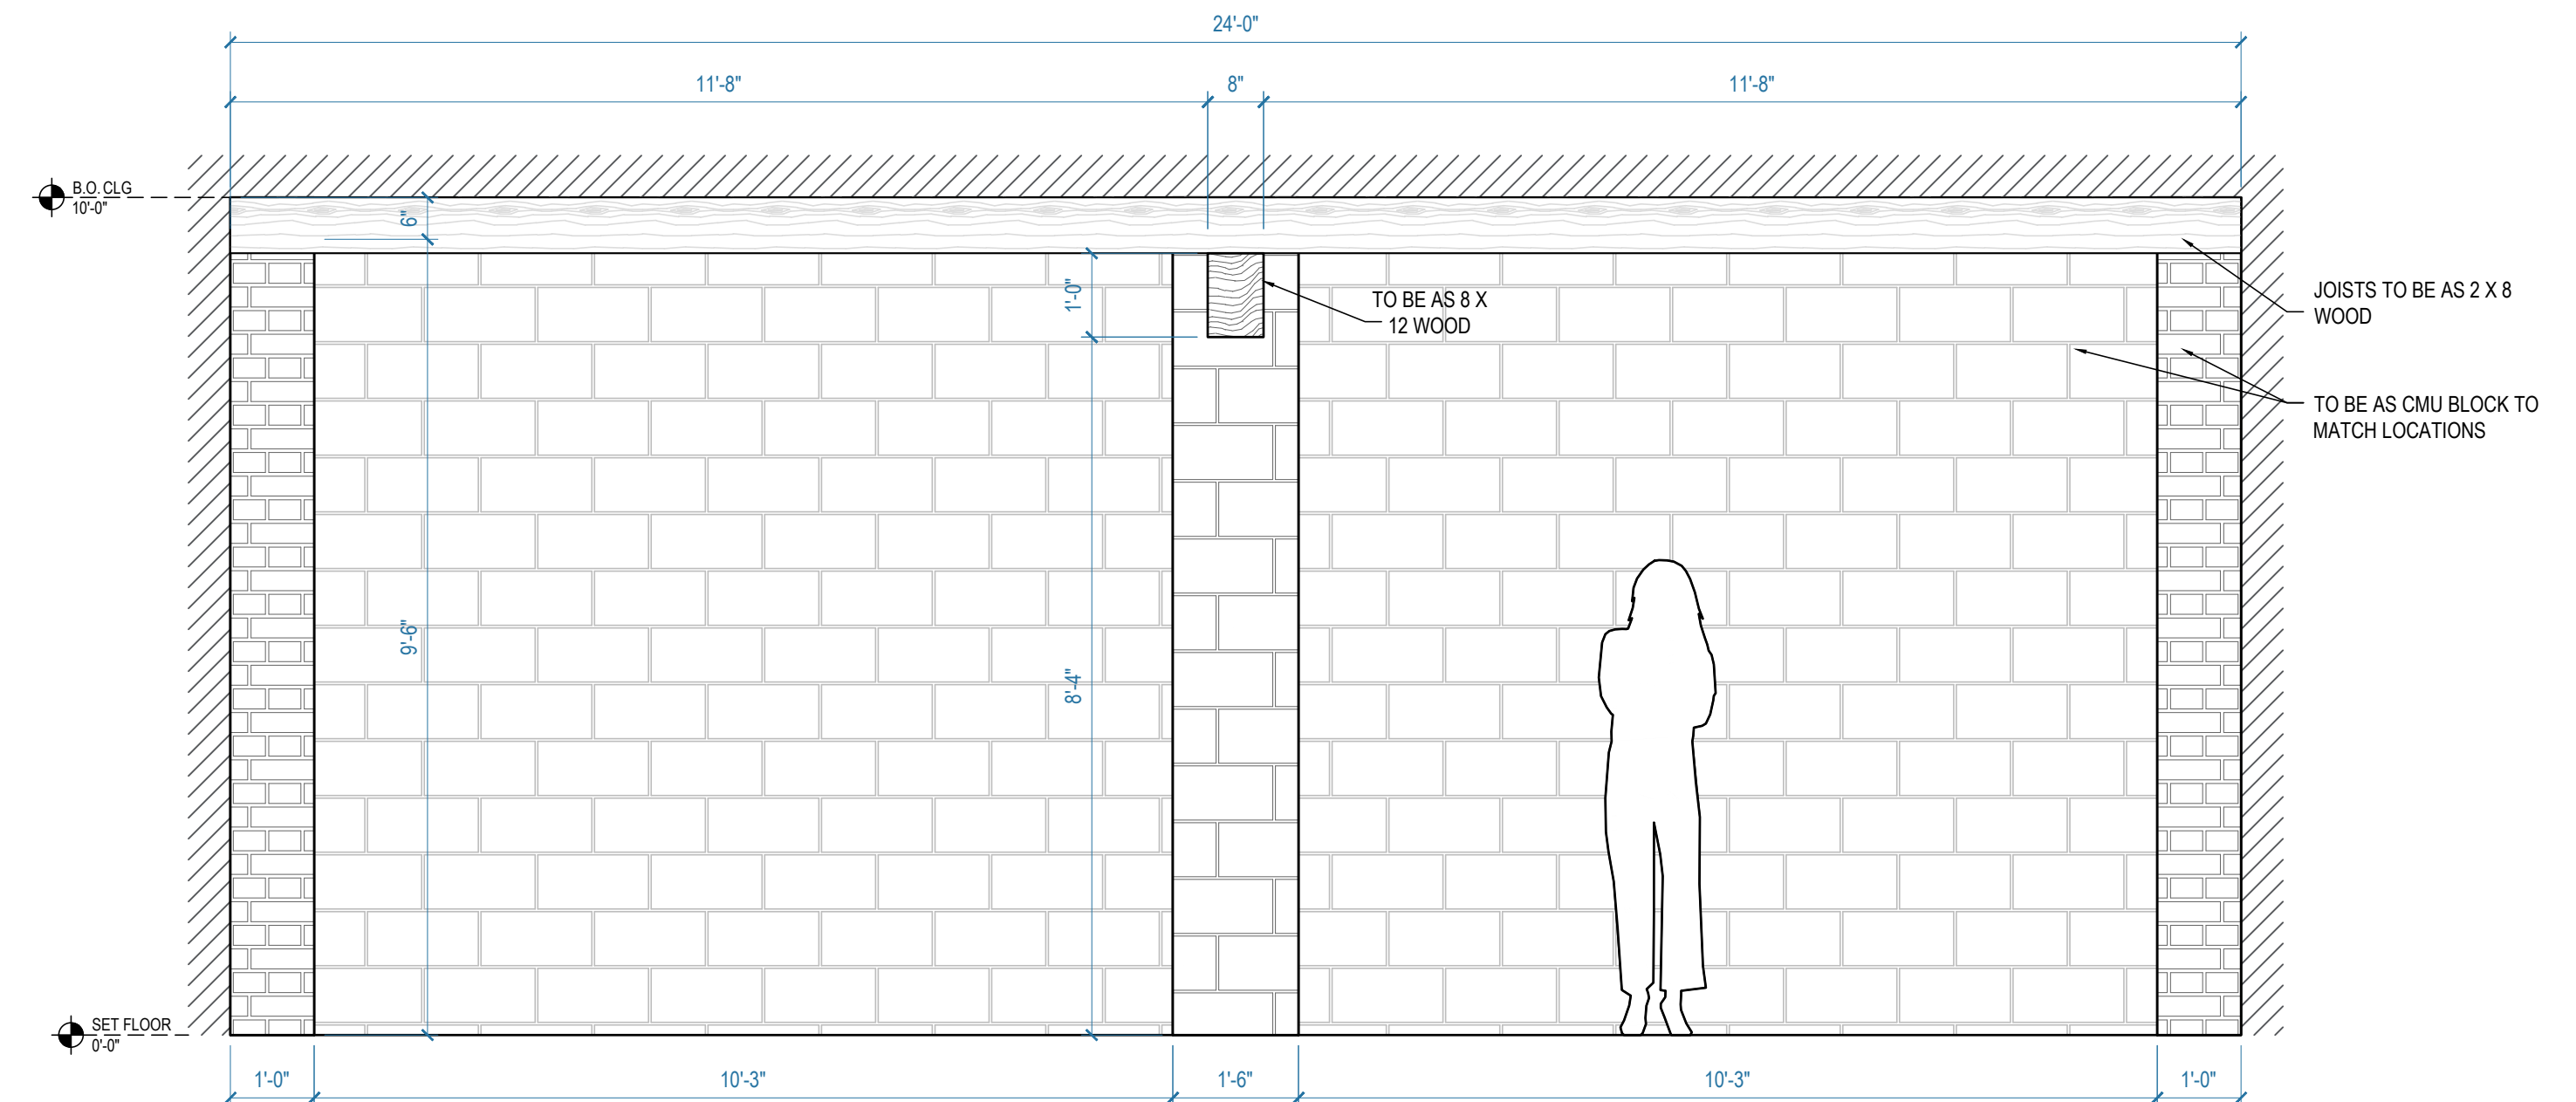 24'-0"
11'-8"
8"
11'-8"
B.O. CLG
10'-0"
6"
1'-0"
TO BE AS 8 X
12 WOOD
JOISTS TO BE AS 2 X 8
WOOD
TO BE AS CMU BLOCK TO
MATCH LOCATIONS
9'-6"
8'-4"
SET FLOOR
0'-0"
1'-0"
10'-3"
1'-6"
10'-3"
1'-0"